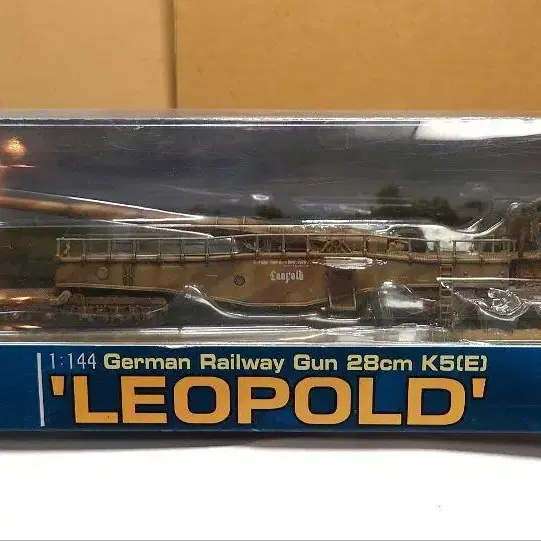 Leopold
1:144 German Railway Gun 28cm K5(E)
'LEOPOLD'